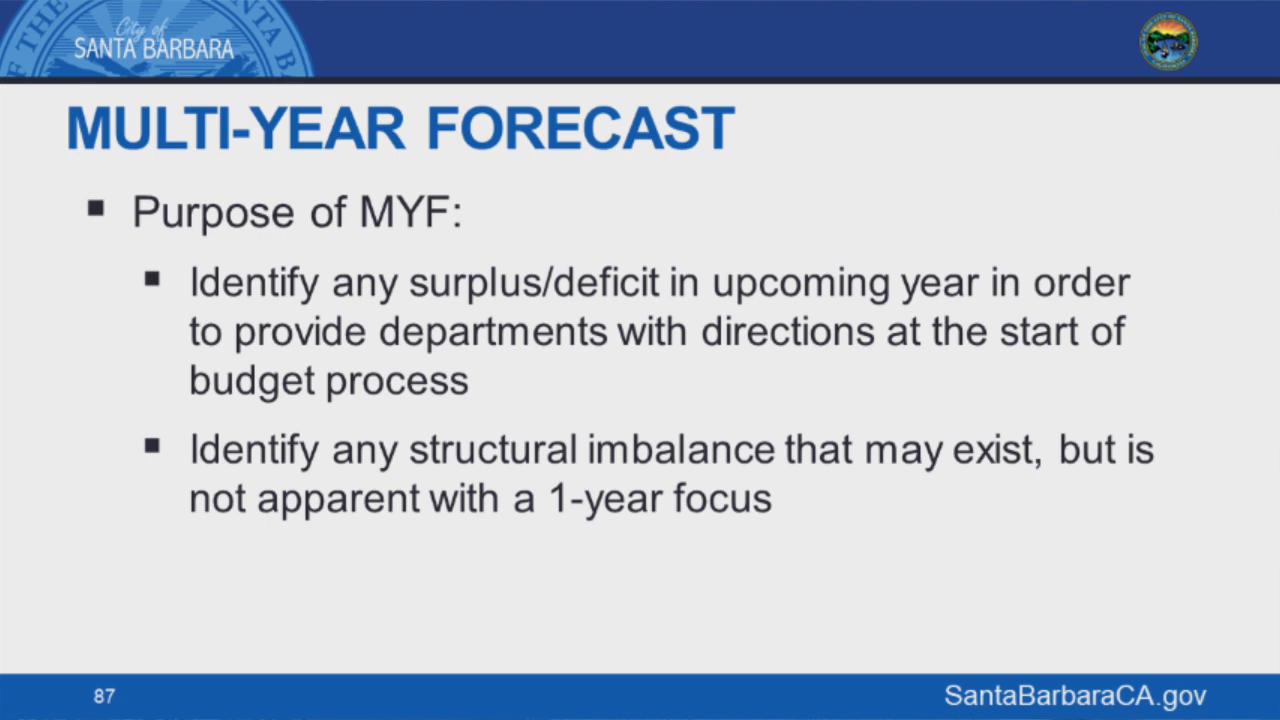 City of
SANTA BARBARA
MULTI-YEAR FORECAST
▪ Purpose of MYF:
▪ Identify any surplus/deficit in upcoming year in order
to provide departments with directions at the start of
budget process
▪ Identify any structural imbalance that may exist, but is
not apparent with a 1-year focus
87
SantaBarbaraCA.gov